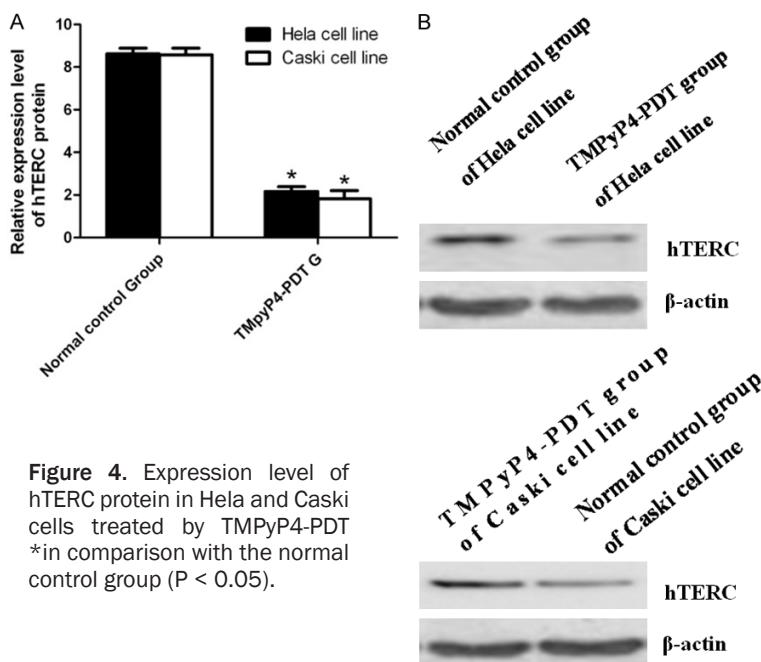 A
Relative expression level
of hTERC protein
10
8
6
4
2
0
Hela cell line
Caski cell line
*
*
Normal control Group
TMpyP4-PDT G
Figure 4. Expression level of
hTERC protein in Hela and Caski
cells treated by TMPyP4-PDT
*in comparison with the normal
control group (P < 0.05).
B
Normal control group
of Hela cell line
TMPyP4-PDT group
of Hela cell line
hTERC
β-actin
TMPyP4-PDT group
of Caski cell line
Normal control group
of Caski cell line
hTERC
β-actin